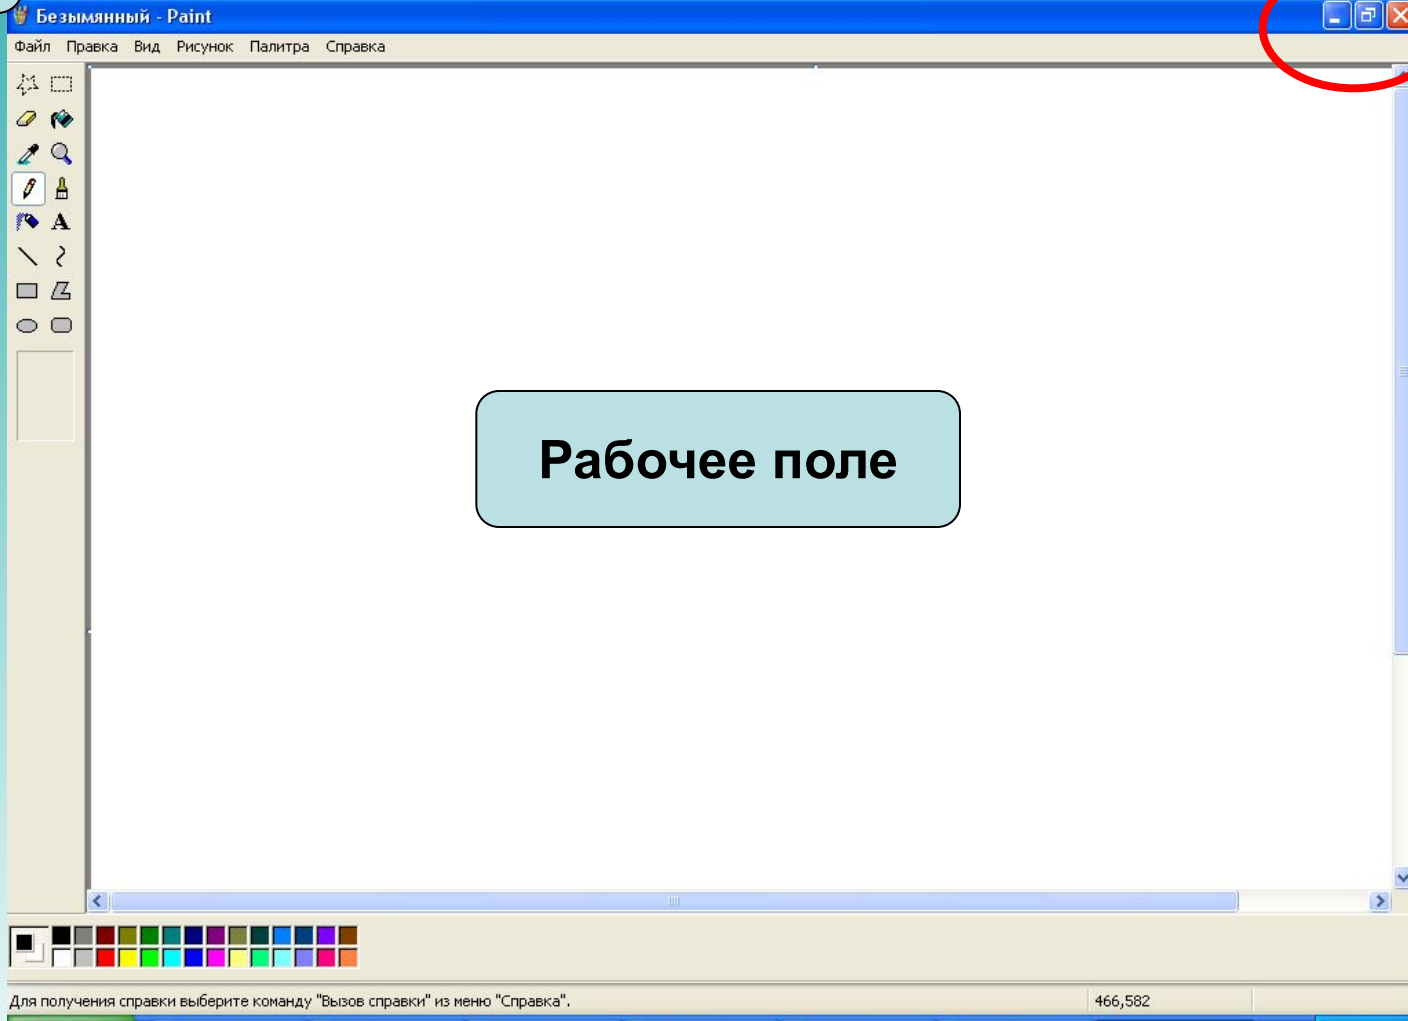 Безымянный - Paint
Файл Правка Вид Рисунок Палитра Справка
A
Рабочее поле
Для получения справки выберите команду "Вызов справки" из меню "Справка".
466,582